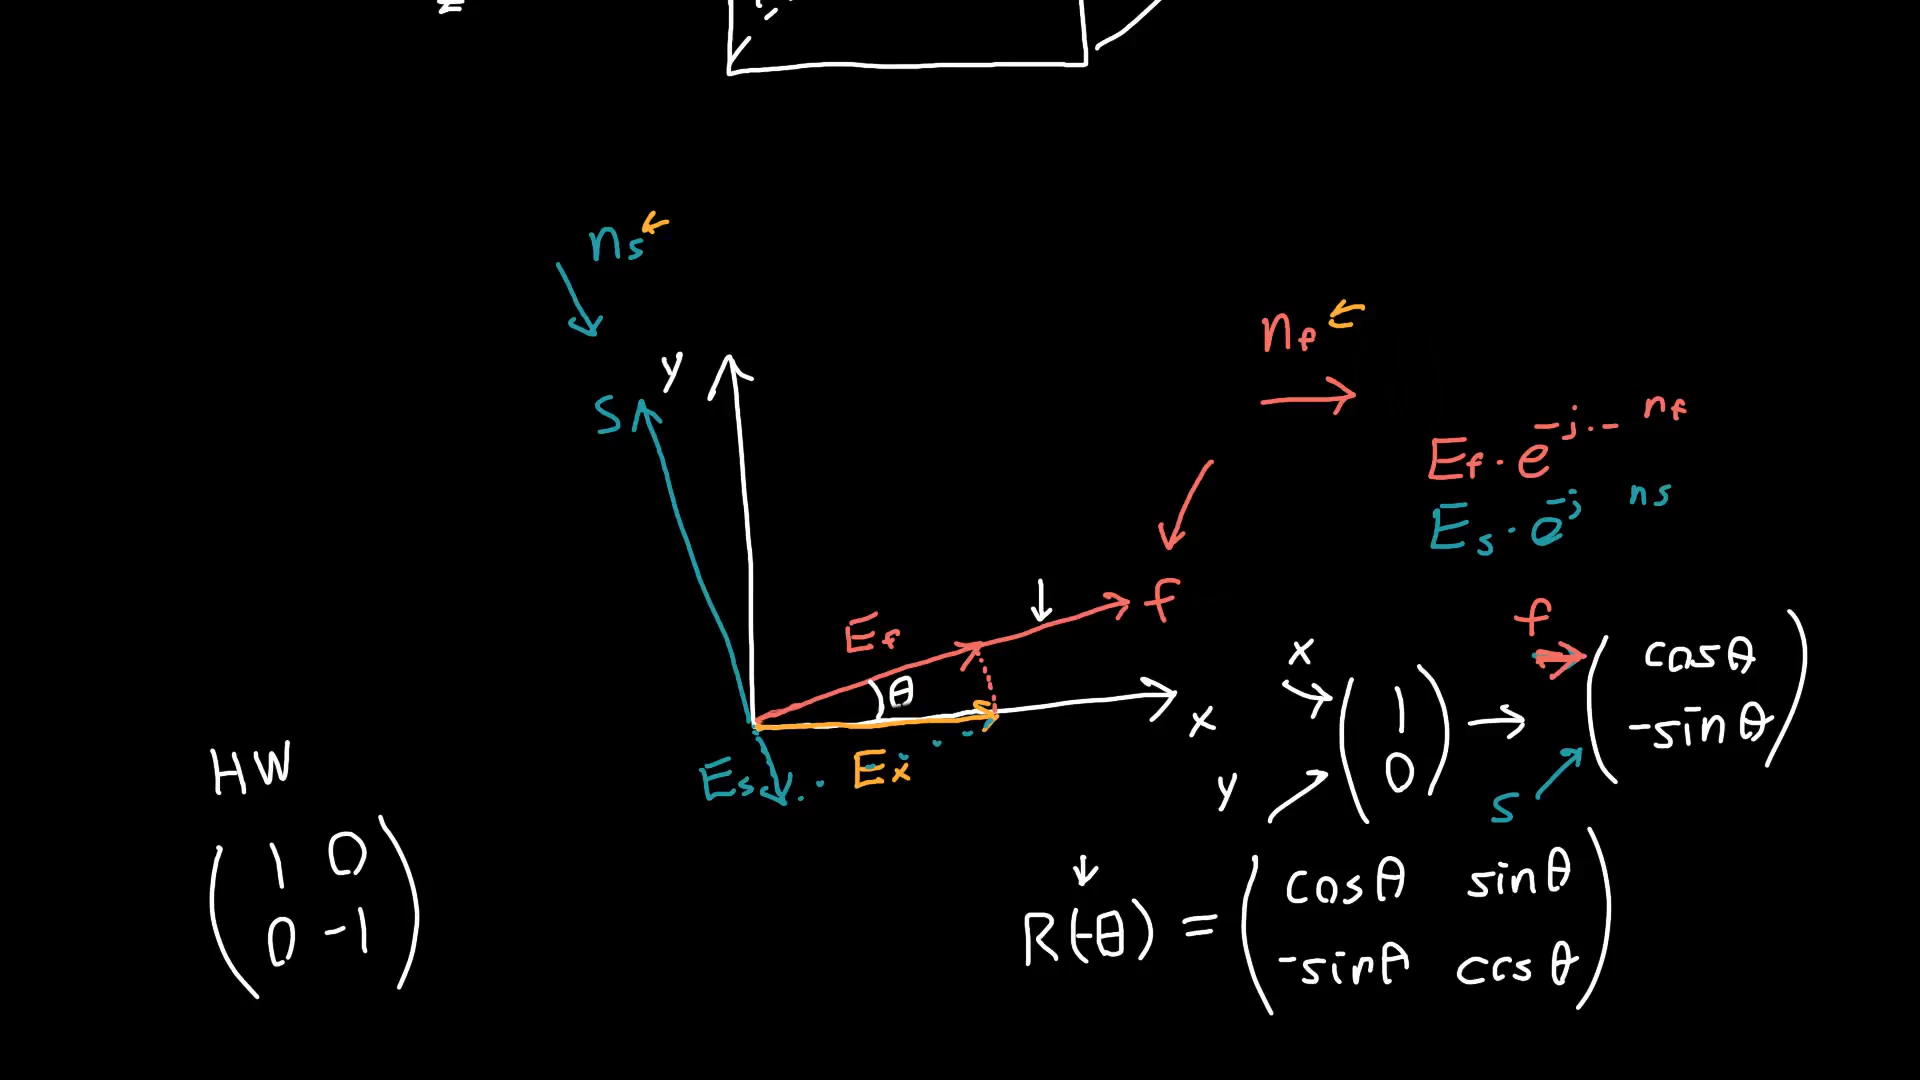 ns
nf
y
S
Ef · e^-j.. nf
Es · e^-j ns
f
Ef
θ
x
Es
Ex
HW
( 1 0
0 -1 )
x
y
( 1
0 )
→
f
s
( cosθ
-sinθ )
R(-θ) = ( cosθ sinθ
-sinθ cosθ )